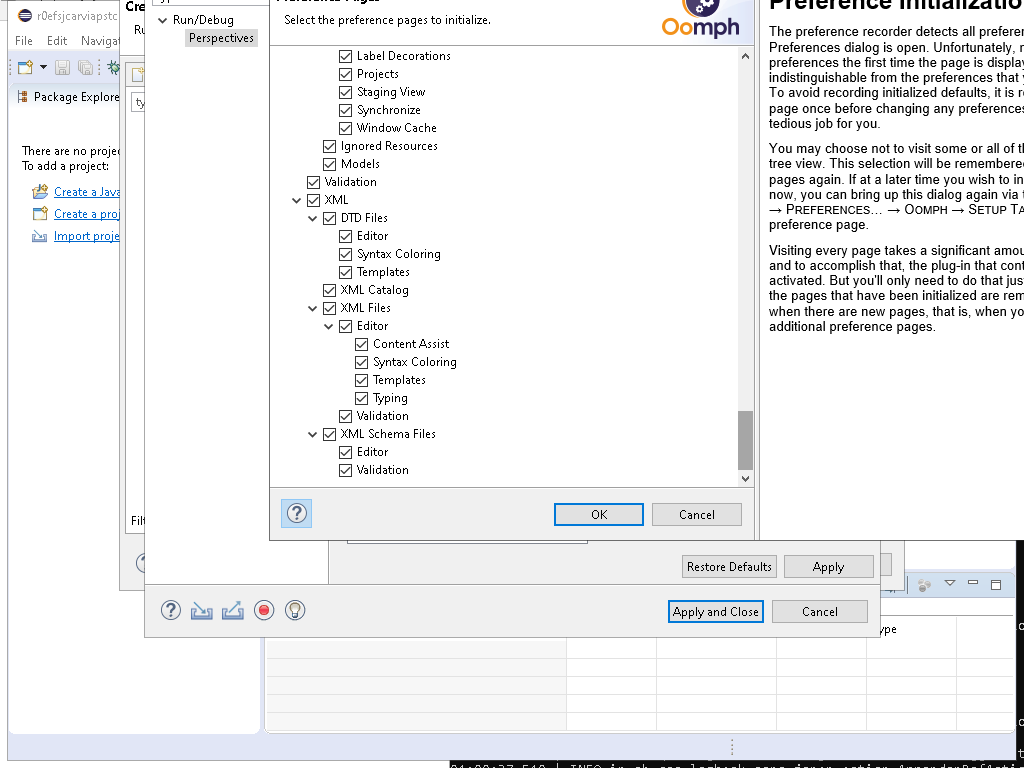 r0efsjcarviapstc
File Edit Navigat
Package Explore
There are no projec
To add a project:
Create a Java
Create a proj
Import proje
Cre
Ru
ty
Filt
Run/Debug
Perspectives
Preference Pages
Select the preference pages to initialize.
Oomph
Label Decorations
Projects
Staging View
Synchronize
Window Cache
Ignored Resources
Models
Validation
XML
DTD Files
Editor
Syntax Coloring
Templates
XML Catalog
XML Files
Editor
Content Assist
Syntax Coloring
Templates
Typing
Validation
XML Schema Files
Editor
Validation
OK Cancel
Restore Defaults Apply
Apply and Close Cancel
ype
Preference Initializatio
The preference recorder detects all preferen
Preferences dialog is open. Unfortunately, m
preferences the first time the page is display
indistinguishable from the preferences that y
To avoid recording initialized defaults, it is re
page once before changing any preferences
tedious job for you.
You may choose not to visit some or all of th
tree view. This selection will be remembered
pages again. If at a later time you wish to in
now, you can bring up this dialog again via t
→ PREFERENCES... → OOMPH → SETUP TA
preference page.
Visiting every page takes a significant amou
and to accomplish that, the plug-in that cont
activated. But you'll only need to do that just
the pages that have been initialized are rem
when there are new pages, that is, when yo
additional preference pages.